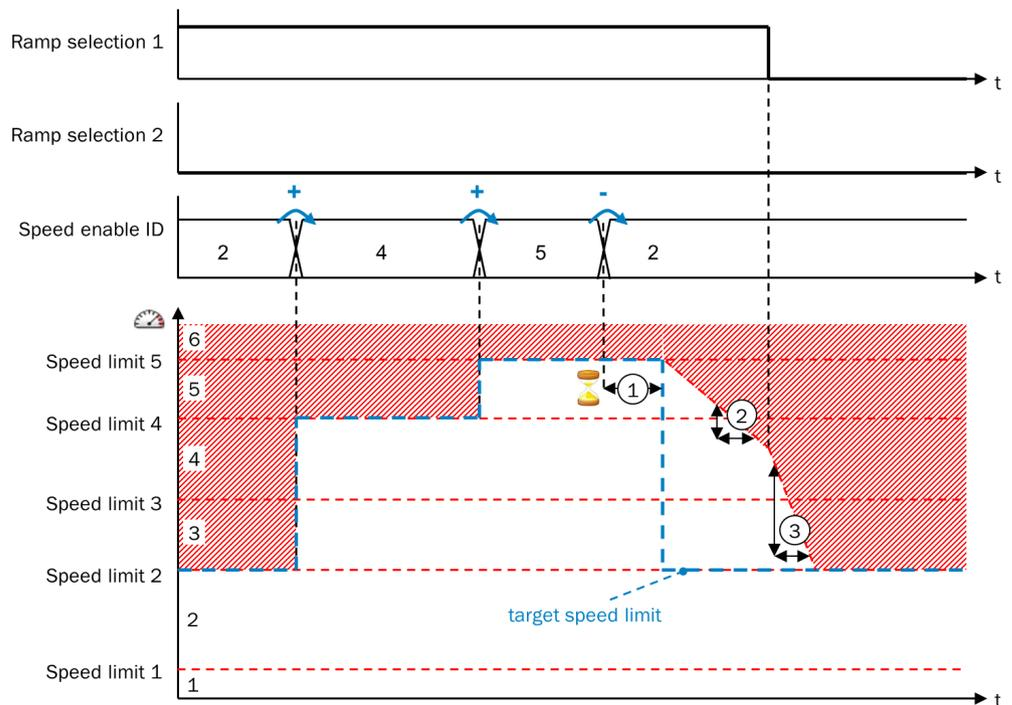 Ramp selection 1
t
Ramp selection 2
t
+ + -
Speed enable ID
2 4 5 2
t
6
Speed limit 5
5
1
2
Speed limit 4
4
Speed limit 3
3
3
Speed limit 2
target speed limit
2
Speed limit 1
1
t